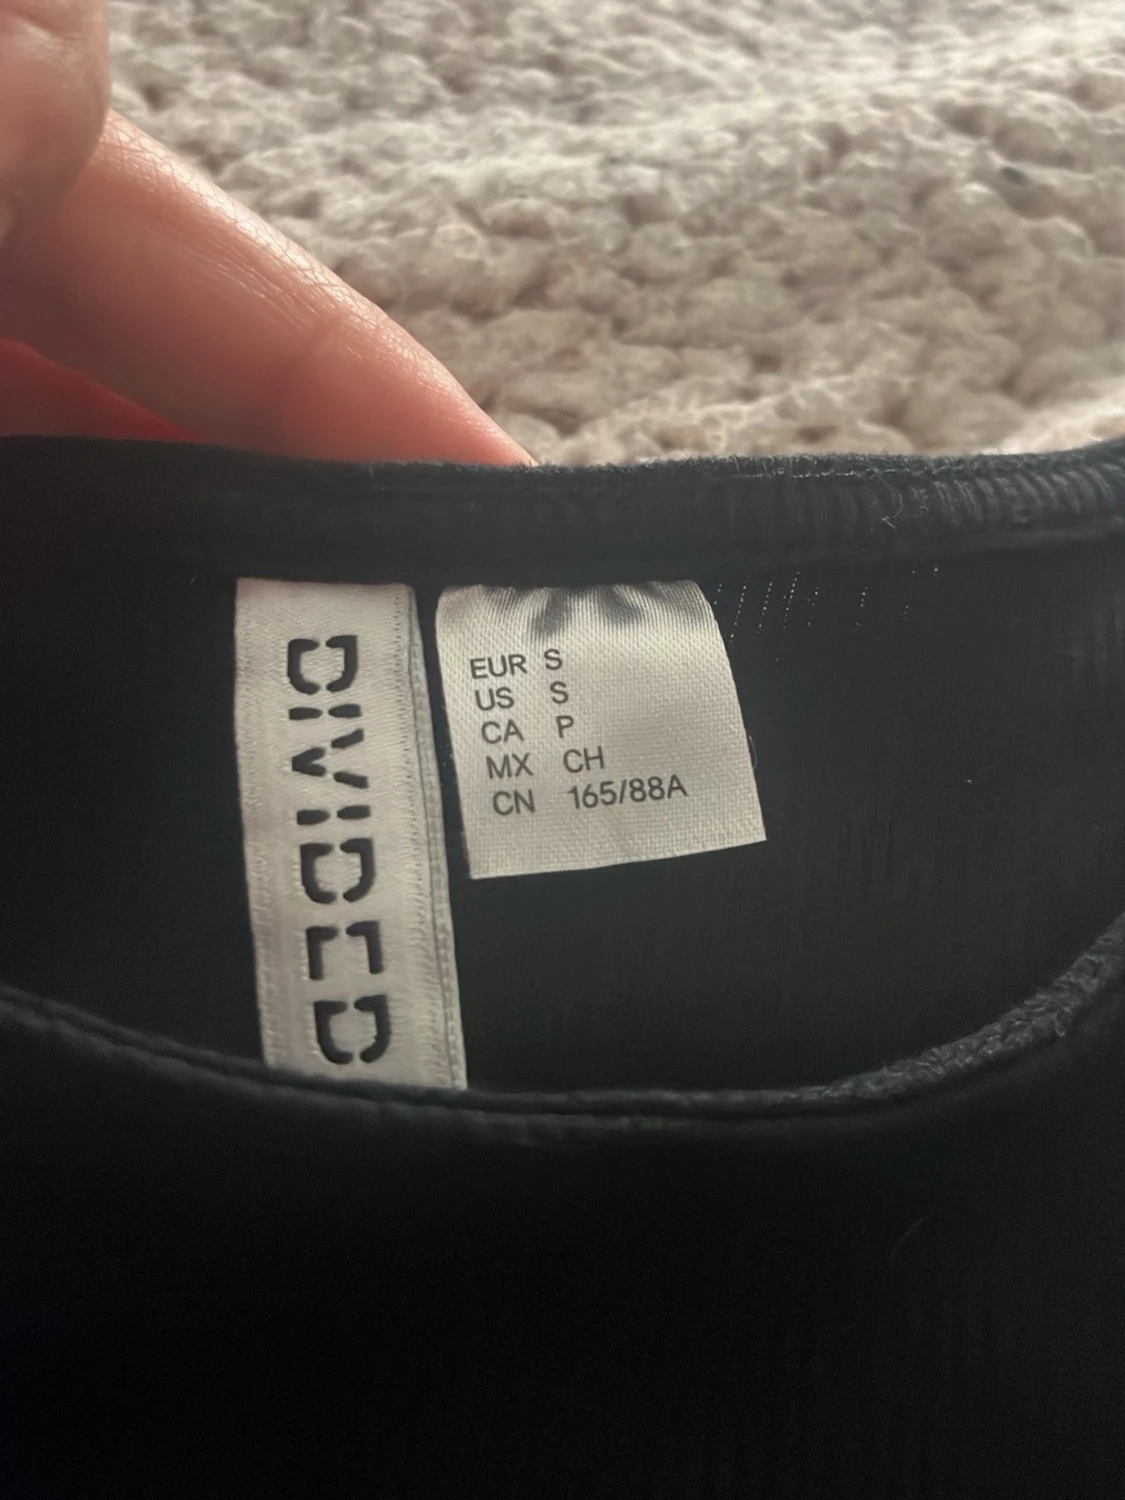 DIVIDED
EUR S
US S
CA P
MX CH
CN 165/88A